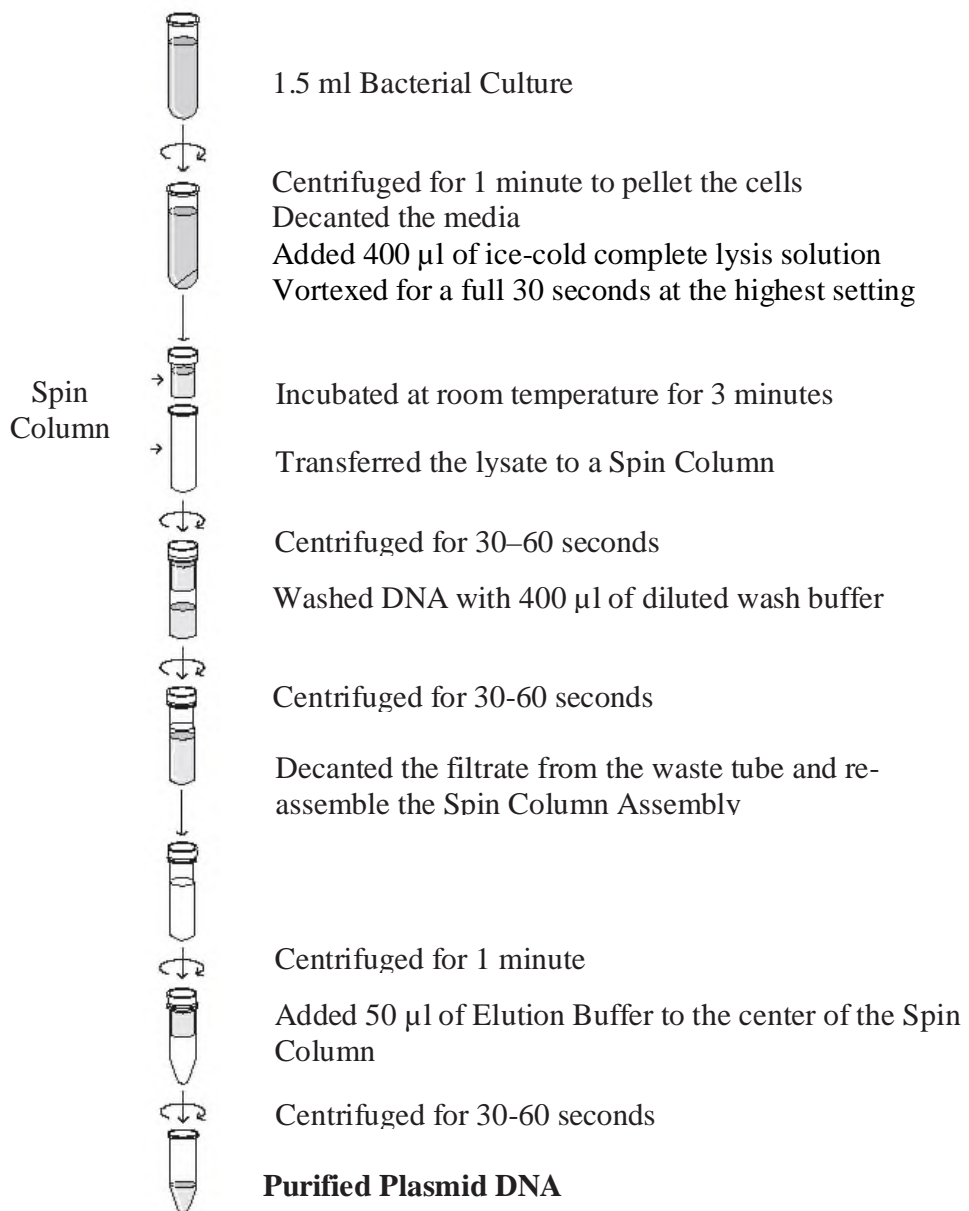 1.5 ml Bacterial Culture
Centrifuged for 1 minute to pellet the cells
Decanted the media
Added 400 µl of ice-cold complete lysis solution
Vortexed for a full 30 seconds at the highest setting
Spin
Column
Incubated at room temperature for 3 minutes
Transferred the lysate to a Spin Column
Centrifuged for 30–60 seconds
Washed DNA with 400 µl of diluted wash buffer
Centrifuged for 30-60 seconds
Decanted the filtrate from the waste tube and re-
assemble the Spin Column Assembly
Centrifuged for 1 minute
Added 50 µl of Elution Buffer to the center of the Spin
Column
Centrifuged for 30-60 seconds
Purified Plasmid DNA